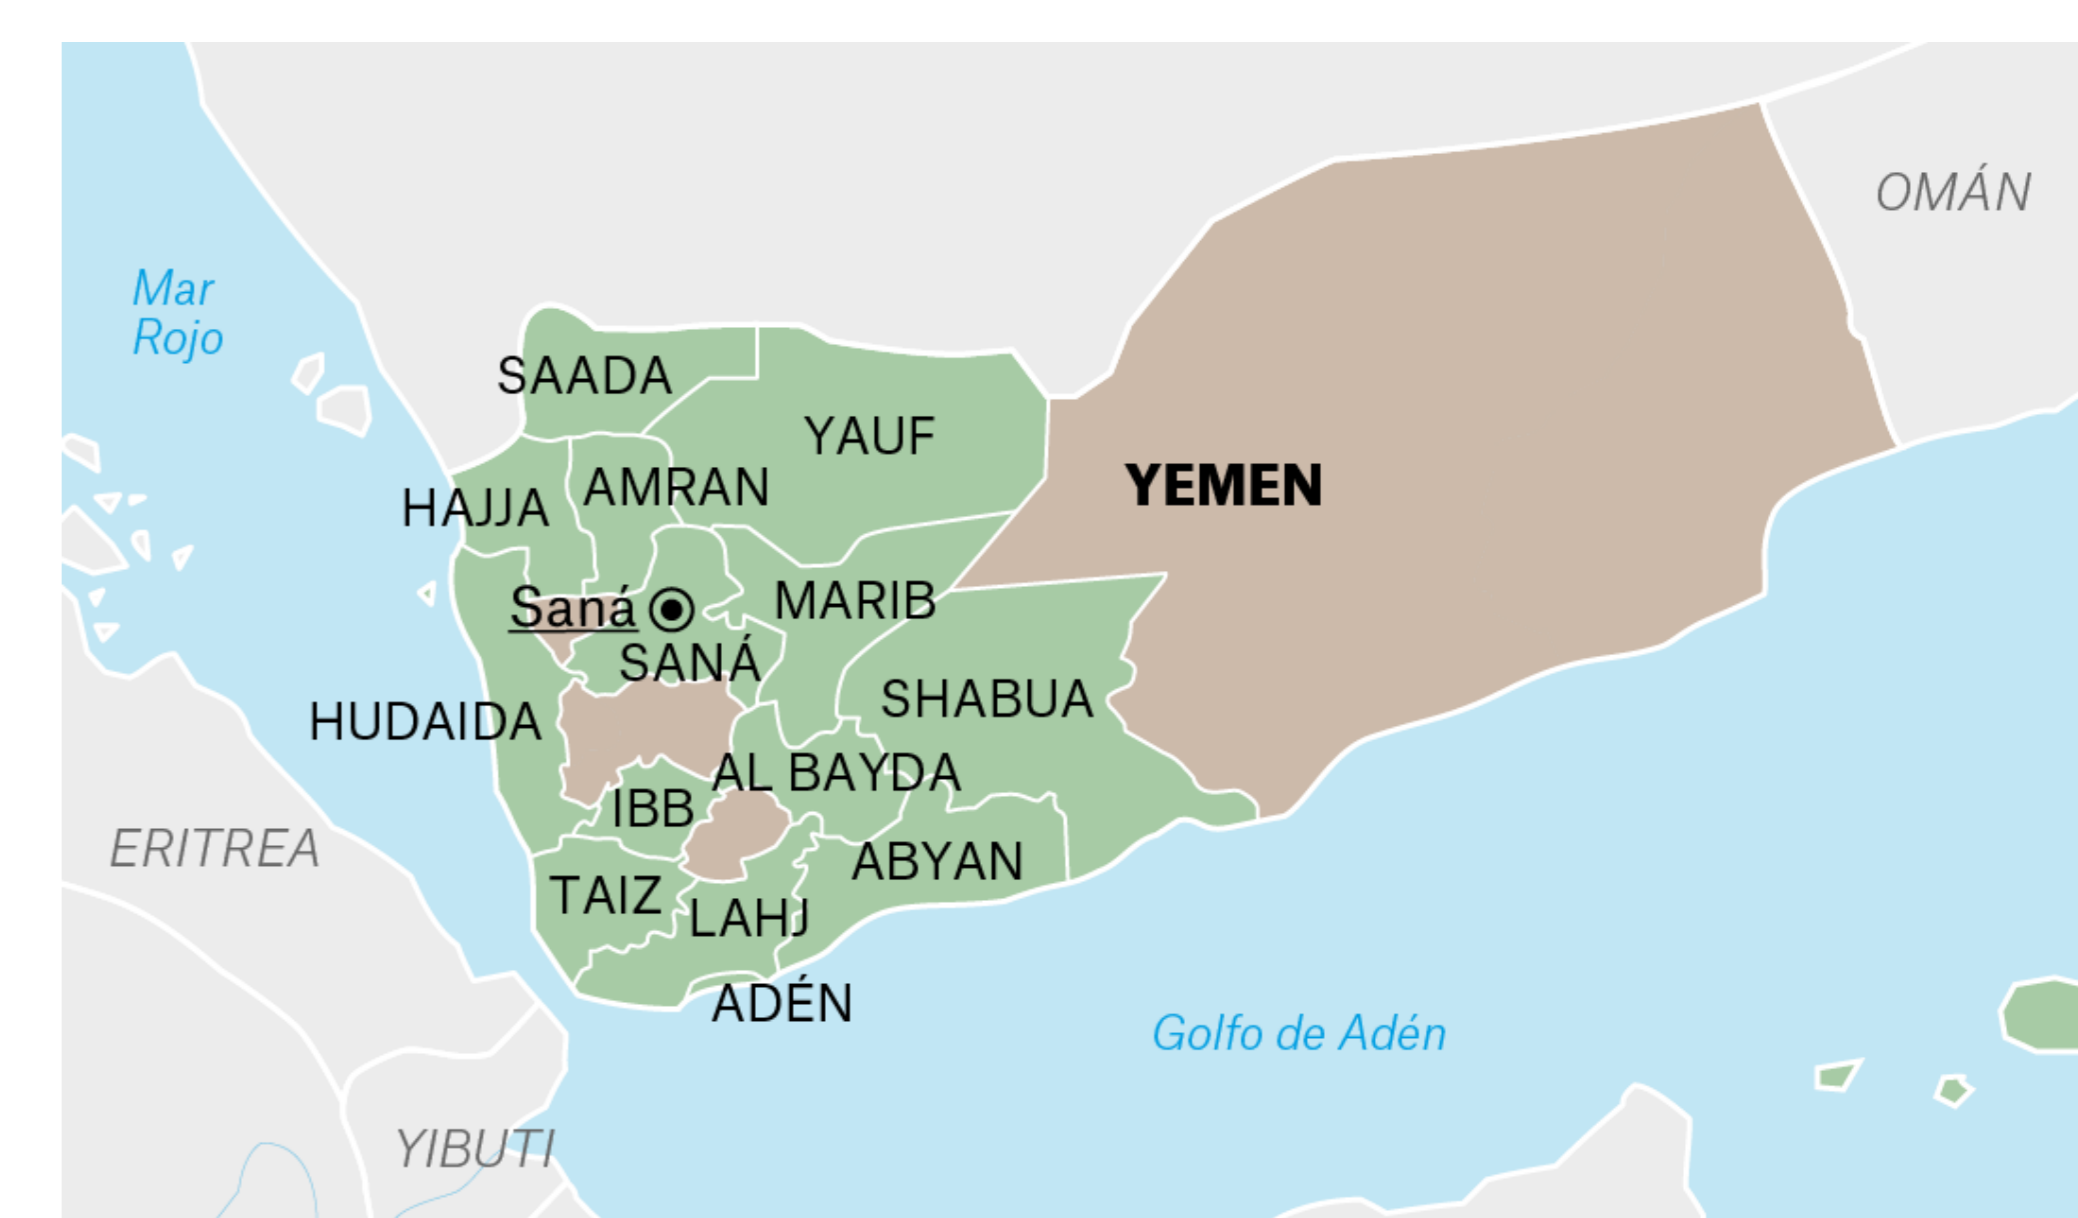 OMÁN
Mar
Rojo
SAADA
YAUF
YEMEN
AMRAN
HAJJA
MARIB
Saná
SANÁ
SHABUA
HUDAIDA
AL BAYDA
IBB
ERITREA
ABYAN
TAIZ
LAHJ
ADÉN
Golfo de Adén
YIBUTI